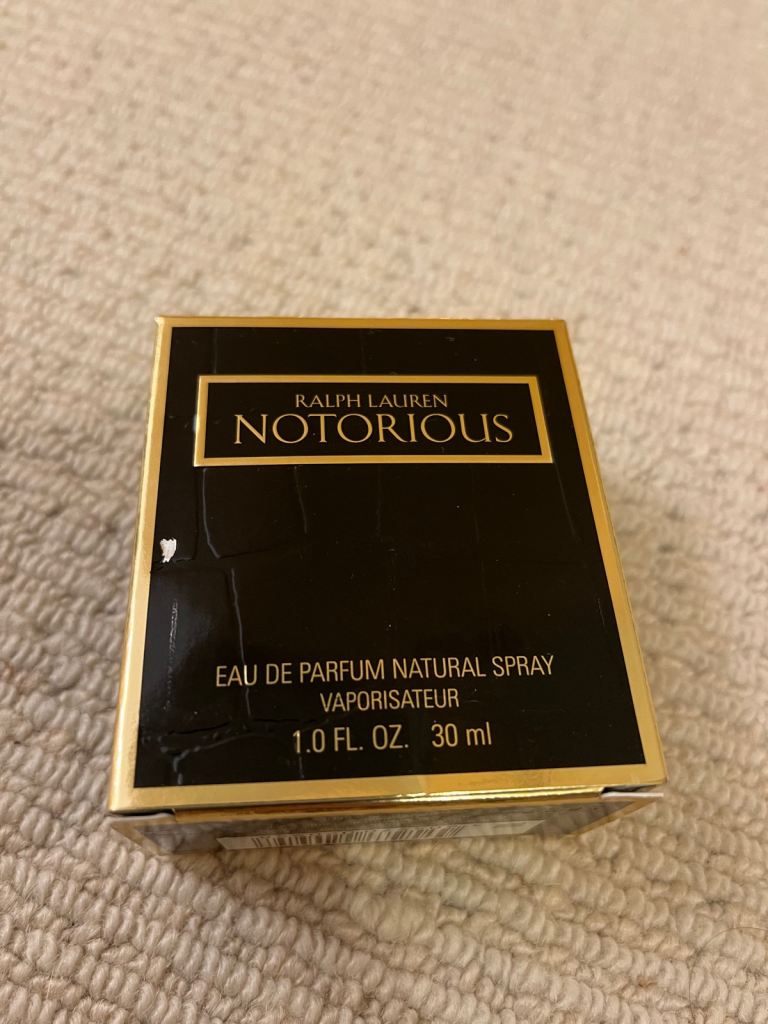 RALPH LAUREN
NOTORIOUS
EAU DE PARFUM NATURAL SPRAY
VAPORISATEUR
1.0 FL. OZ. 30 ml